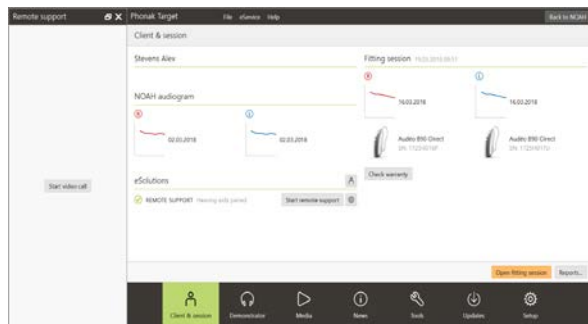 Remote support
Phonak Target
File eService Help
Back to NOAH
Client & session
Stevens Alex
Fitting session
NOAH audiogram
R
L
02.03.2018
02.03.2018
R
L
16.03.2018
16.03.2018
Audéo B90-Direct
Audéo B90-Direct
Check warranty
eSolutions
REMOTE SUPPORT Hearing aids paired
Start remote support
Start video call
Open fitting session
Reports...
Client & session
Demonstrator
Media
News
Tools
Updates
Setup